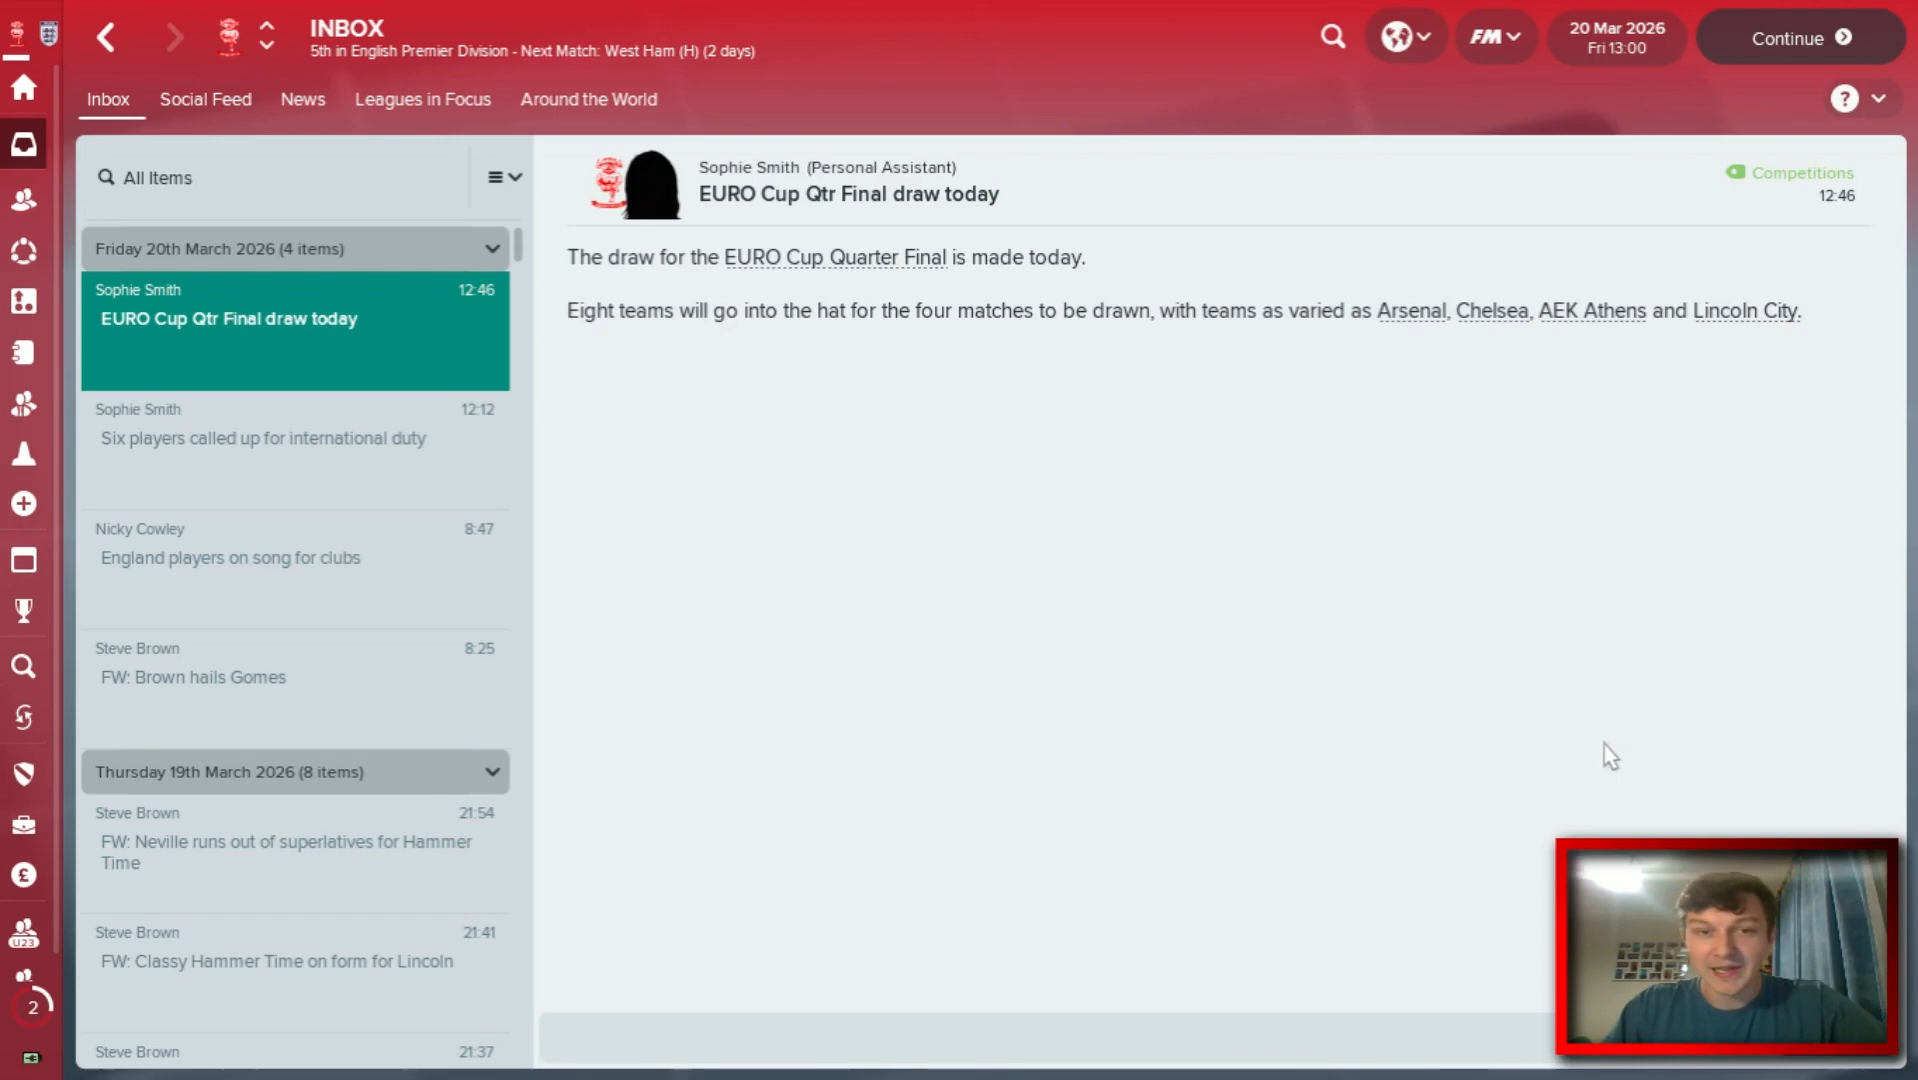 INBOX
5th in English Premier Division - Next Match: West Ham (H) (2 days)
FM
20 Mar 2026
Fri 13:00
Continue
Inbox
Social Feed
News
Leagues in Focus
Around the World
?
All Items
Friday 20th March 2026 (4 items)
Sophie Smith 12:46
EURO Cup Qtr Final draw today
Sophie Smith 12:12
Six players called up for international duty
Nicky Cowley 8:47
England players on song for clubs
Steve Brown 8:25
FW: Brown hails Gomes
Thursday 19th March 2026 (8 items)
Steve Brown 21:54
FW: Neville runs out of superlatives for Hammer
Time
Steve Brown 21:41
FW: Classy Hammer Time on form for Lincoln
Steve Brown 21:37
Sophie Smith (Personal Assistant)
EURO Cup Qtr Final draw today
Competitions
12:46
The draw for the EURO Cup Quarter Final is made today.
Eight teams will go into the hat for the four matches to be drawn, with teams as varied as Arsenal, Chelsea, AEK Athens and Lincoln City.
£
U23
2